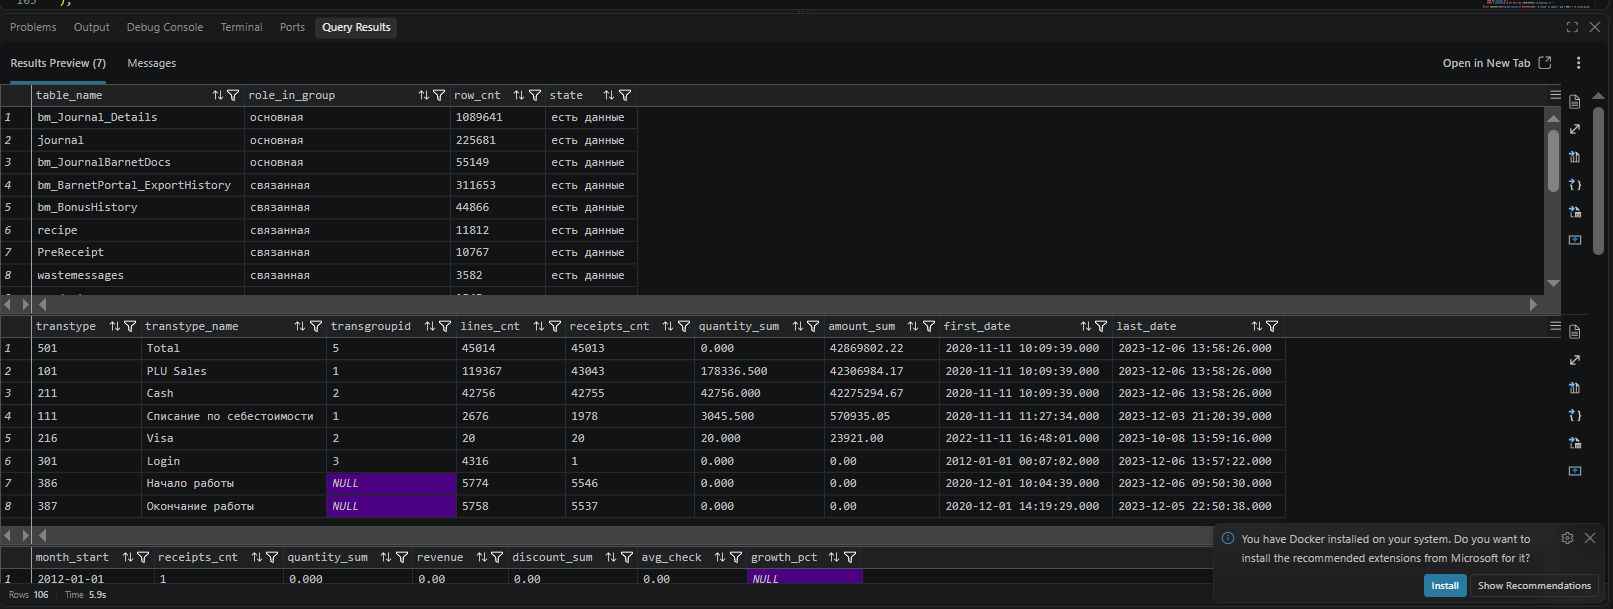 105 );
Problems Output Debug Console Terminal Ports Query Results
Results Preview (7) Messages Open in New Tab
table_name role_in_group row_cnt state
1 bm_Journal_Details основная 1089641 есть данные
2 journal основная 225681 есть данные
3 bm_JournalBarnetDocs основная 55149 есть данные
4 bm_BarnetPortal_ExportHistory связанная 311653 есть данные
5 bm_BonusHistory связанная 44866 есть данные
6 recipe связанная 11812 есть данные
7 PreReceipt связанная 10767 есть данные
8 wastemessages связанная 3582 есть данные
transtype transtype_name transgroupid lines_cnt receipts_cnt quantity_sum amount_sum first_date last_date
1 501 Total 5 45014 45013 0.000 42869802.22 2020-11-11 10:09:39.000 2023-12-06 13:58:26.000
2 101 PLU Sales 1 119367 43043 178336.500 42306984.17 2020-11-11 10:09:39.000 2023-12-06 13:58:26.000
3 211 Cash 2 42756 42755 42756.000 42275294.67 2020-11-11 10:09:39.000 2023-12-06 13:58:26.000
4 111 Списание по себестоимости 1 2676 1978 3045.500 570935.05 2020-11-11 11:27:34.000 2023-12-03 21:20:39.000
5 216 Visa 2 20 20 20.000 23921.00 2022-11-11 16:48:01.000 2023-10-08 13:59:16.000
6 301 Login 3 4316 1 0.000 0.00 2012-01-01 00:07:02.000 2023-12-06 13:57:22.000
7 386 Начало работы NULL 5774 5546 0.000 0.00 2020-12-01 10:04:39.000 2023-12-06 09:50:30.000
8 387 Окончание работы NULL 5758 5537 0.000 0.00 2020-12-01 14:19:29.000 2023-12-05 22:50:38.000
month_start receipts_cnt quantity_sum revenue discount_sum avg_check growth_pct
1 2012-01-01 1 0.000 0.00 0.00 0.00 NULL
Rows 106 Time 5.9s
You have Docker installed on your system. Do you want to
install the recommended extensions from Microsoft for it?
Install Show Recommendations